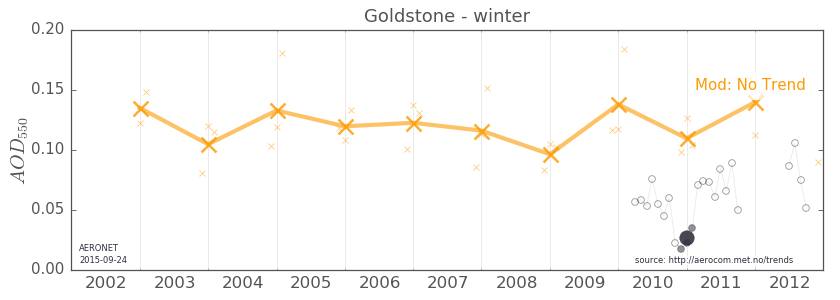 Goldstone - winter
0.20
0.15
0.10
0.05
0.00
AOD550
Mod: No Trend
AERONET
2015-09-24
source: http://aerocom.met.no/trends
2002 2003 2004 2005 2006 2007 2008 2009 2010 2011 2012